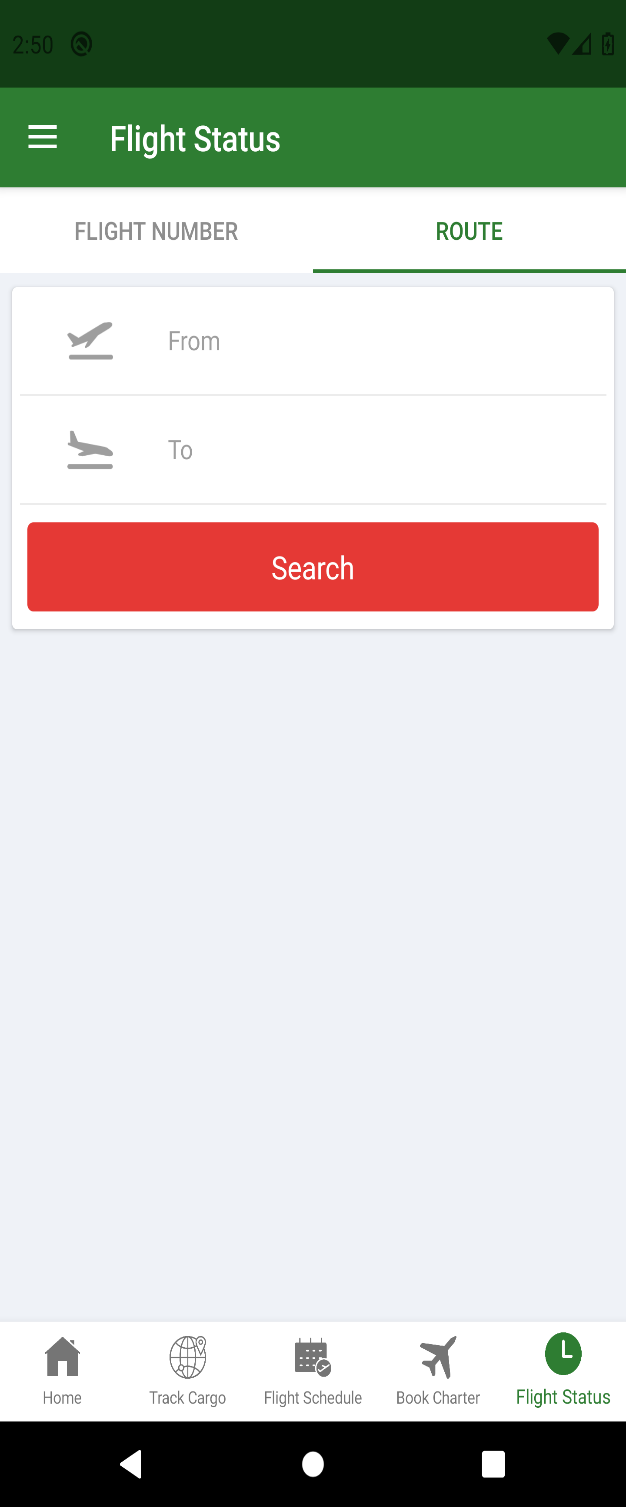 2:50
Flight Status
FLIGHT NUMBER
ROUTE
From
To
Search
Home
Track Cargo
Flight Schedule
Book Charter
Flight Status